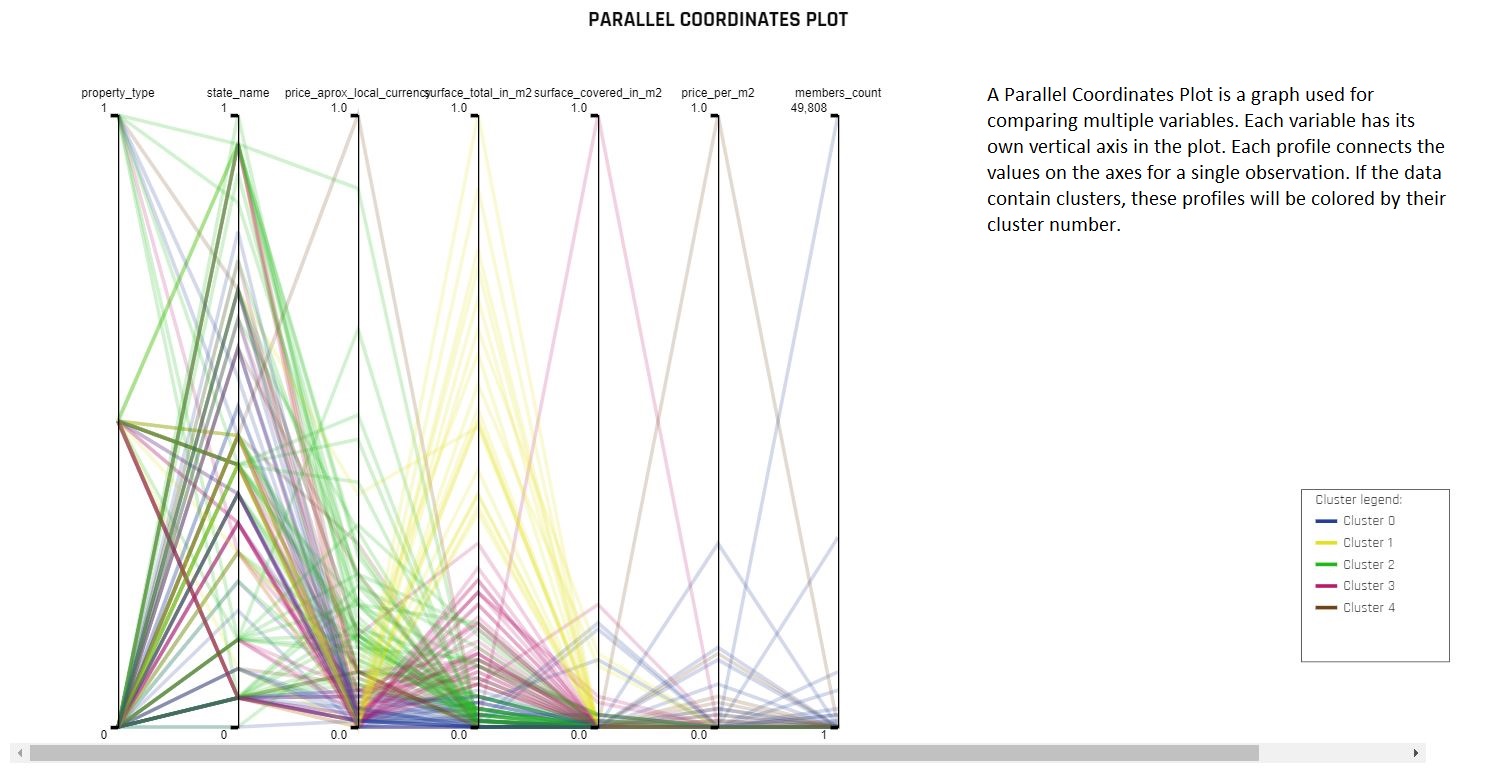 PARALLEL COORDINATES PLOT
property_type state_name price_aprox_local_currency surface_total_in_m2 surface_covered_in_m2 price_per_m2 members_count
1 1 1.0 1.0 1.0 1.0 49,808
0 0 0.0 0.0 0.0 0.0 1
A Parallel Coordinates Plot is a graph used for
comparing multiple variables. Each variable has its
own vertical axis in the plot. Each profile connects the
values on the axes for a single observation. If the data
contain clusters, these profiles will be colored by their
cluster number.
Cluster legend:
Cluster 0
Cluster 1
Cluster 2
Cluster 3
Cluster 4